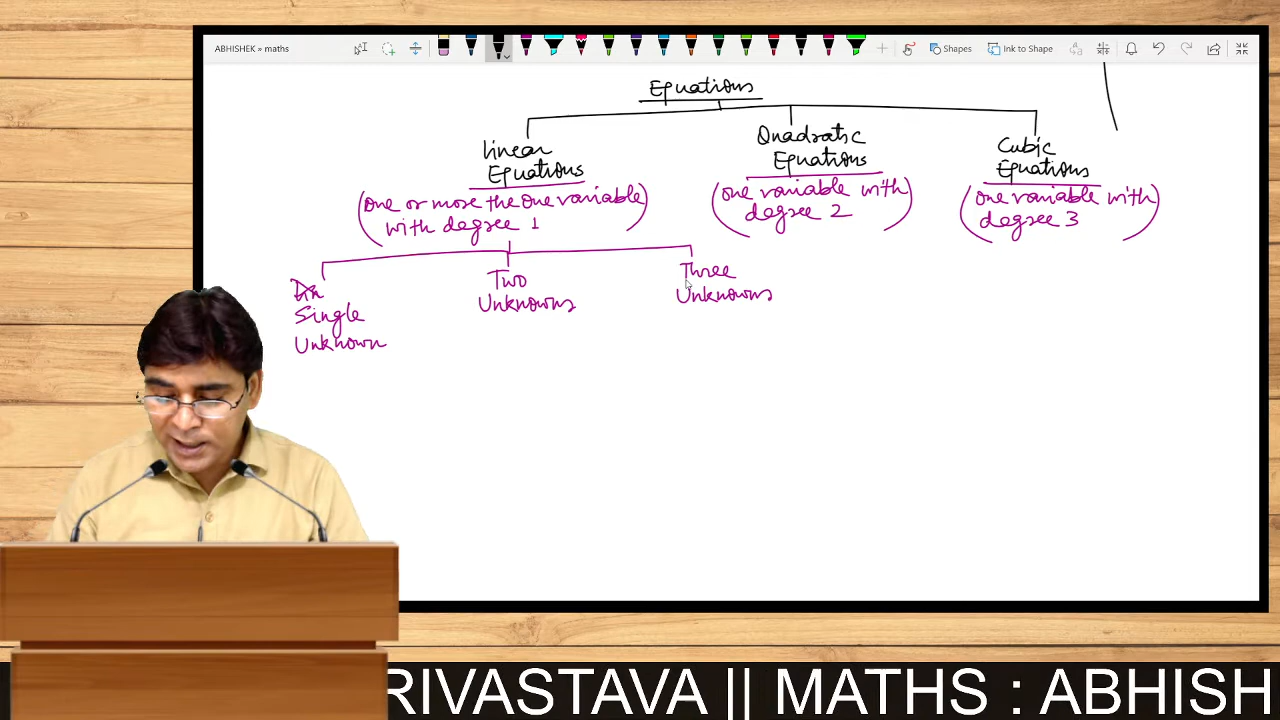 ABHISHEK » maths
Shapes
Ink to Shape
Equations
Linear
Equations
(one or more the one variable
with degree 1)
Quadratic
Equations
(one variable with
degree 2)
Cubic
Equations
(one variable with
degree 3)
Single
Unknown
Two
Unknowns
Three
Unknowns
RIVASTAVA || MATHS : ABHISH